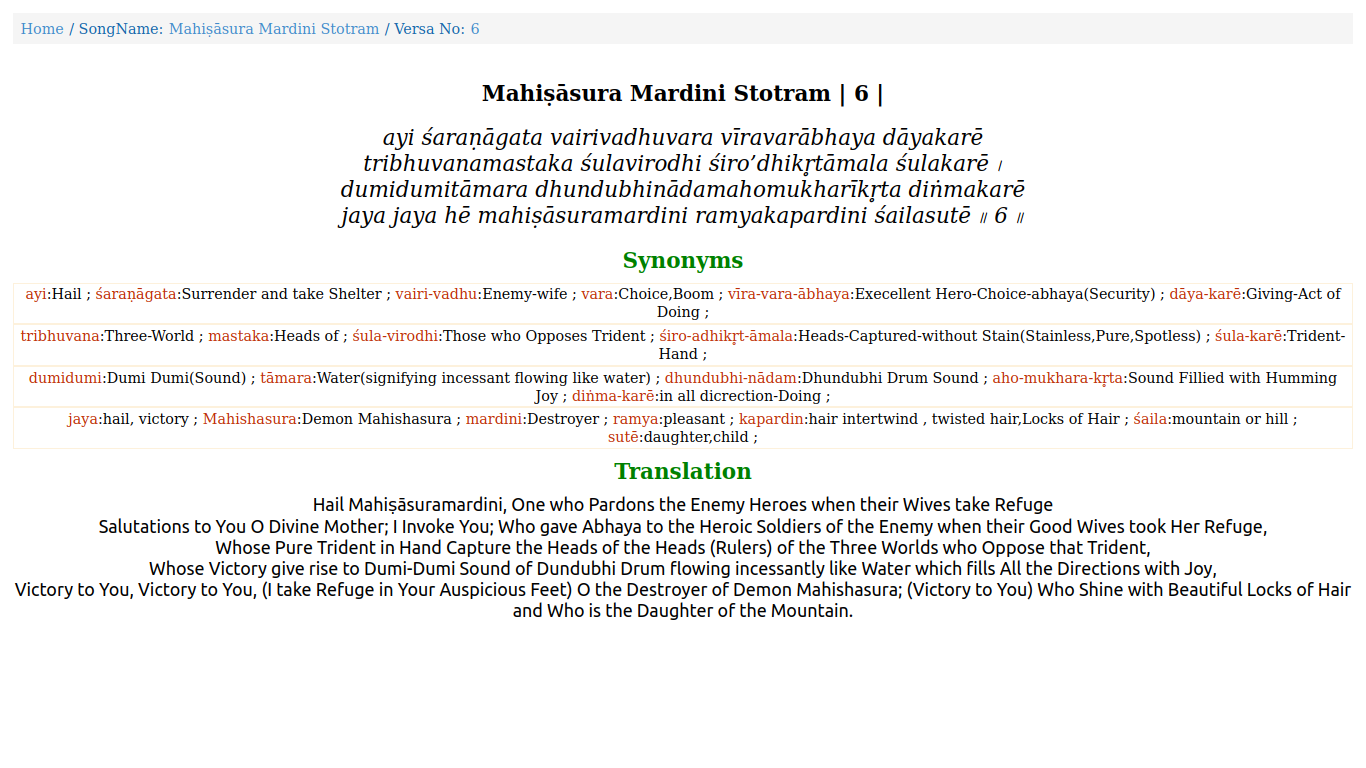 Home / SongName: Mahiṣāsura Mardini Stotram / Versa No: 6
Mahiṣāsura Mardini Stotram | 6 |
ayi śaraṇāgata vairivadhuvara vīravarābhaya dāyakarē
tribhuvanamastaka śulavirodhi śiro’dhikr̥tāmala śulakarē ।
dumidumitāmara dhundubhinādamahomukharīkr̥ta diṅmakarē
jaya jaya hē mahiṣāsuramardini ramyakapardini śailasutē ॥ 6 ॥
Synonyms
ayi:Hail ; śaraṇāgata:Surrender and take Shelter ; vairi-vadhu:Enemy-wife ; vara:Choice,Boom ; vīra-vara-ābhaya:Execellent Hero-Choice-abhaya(Security) ; dāya-karē:Giving-Act of
Doing ;
tribhuvana:Three-World ; mastaka:Heads of ; śula-virodhi:Those who Opposes Trident ; śiro-adhikr̥t-āmala:Heads-Captured-without Stain(Stainless,Pure,Spotless) ; śula-karē:Trident-
Hand ;
dumidumi:Dumi Dumi(Sound) ; tāmara:Water(signifying incessant flowing like water) ; dhundubhi-nādam:Dhundubhi Drum Sound ; aho-mukhara-kr̥ta:Sound Fillied with Humming
Joy ; diṅma-karē:in all dicrection-Doing ;
jaya:hail, victory ; Mahishasura:Demon Mahishasura ; mardini:Destroyer ; ramya:pleasant ; kapardin:hair intertwind , twisted hair,Locks of Hair ; śaila:mountain or hill ;
sutē:daughter,child ;
Translation
Hail Mahiṣāsuramardini, One who Pardons the Enemy Heroes when their Wives take Refuge
Salutations to You O Divine Mother; I Invoke You; Who gave Abhaya to the Heroic Soldiers of the Enemy when their Good Wives took Her Refuge,
Whose Pure Trident in Hand Capture the Heads of the Heads (Rulers) of the Three Worlds who Oppose that Trident,
Whose Victory give rise to Dumi-Dumi Sound of Dundubhi Drum flowing incessantly like Water which fills All the Directions with Joy,
Victory to You, Victory to You, (I take Refuge in Your Auspicious Feet) O the Destroyer of Demon Mahishasura; (Victory to You) Who Shine with Beautiful Locks of Hair
and Who is the Daughter of the Mountain.